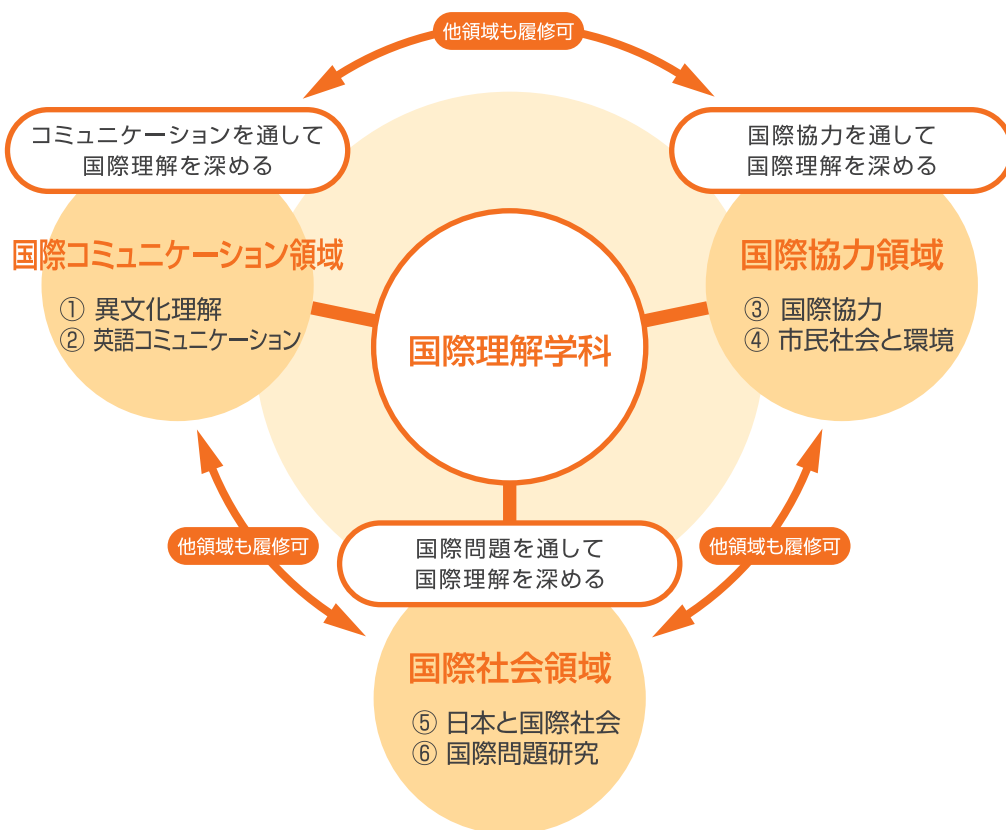 他領域も履修可
コミュニケーションを通して
国際理解を深める
国際協力を通して
国際理解を深める
国際コミュニケーション領域
① 異文化理解
② 英語コミュニケーション
国際協力領域
③ 国際協力
④ 市民社会と環境
国際理解学科
他領域も履修可
国際問題を通して
国際理解を深める
他領域も履修可
国際社会領域
⑤ 日本と国際社会
⑥ 国際問題研究